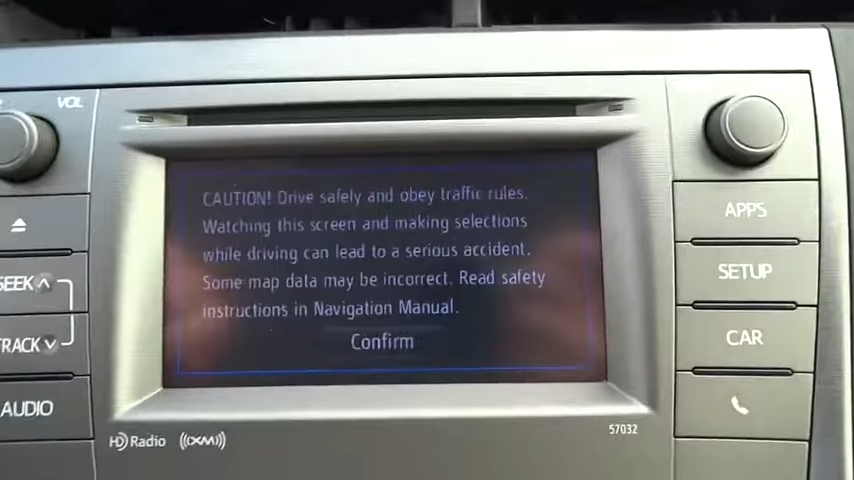 VOL
CAUTION! Drive safely and obey traffic rules.
Watching this screen and making selections
while driving can lead to a serious accident.
Some map data may be incorrect. Read safety
instructions in Navigation Manual.
Confirm
SEEK
TRACK
AUDIO
APPS
SETUP
CAR
HD Radio
((XM))
57032